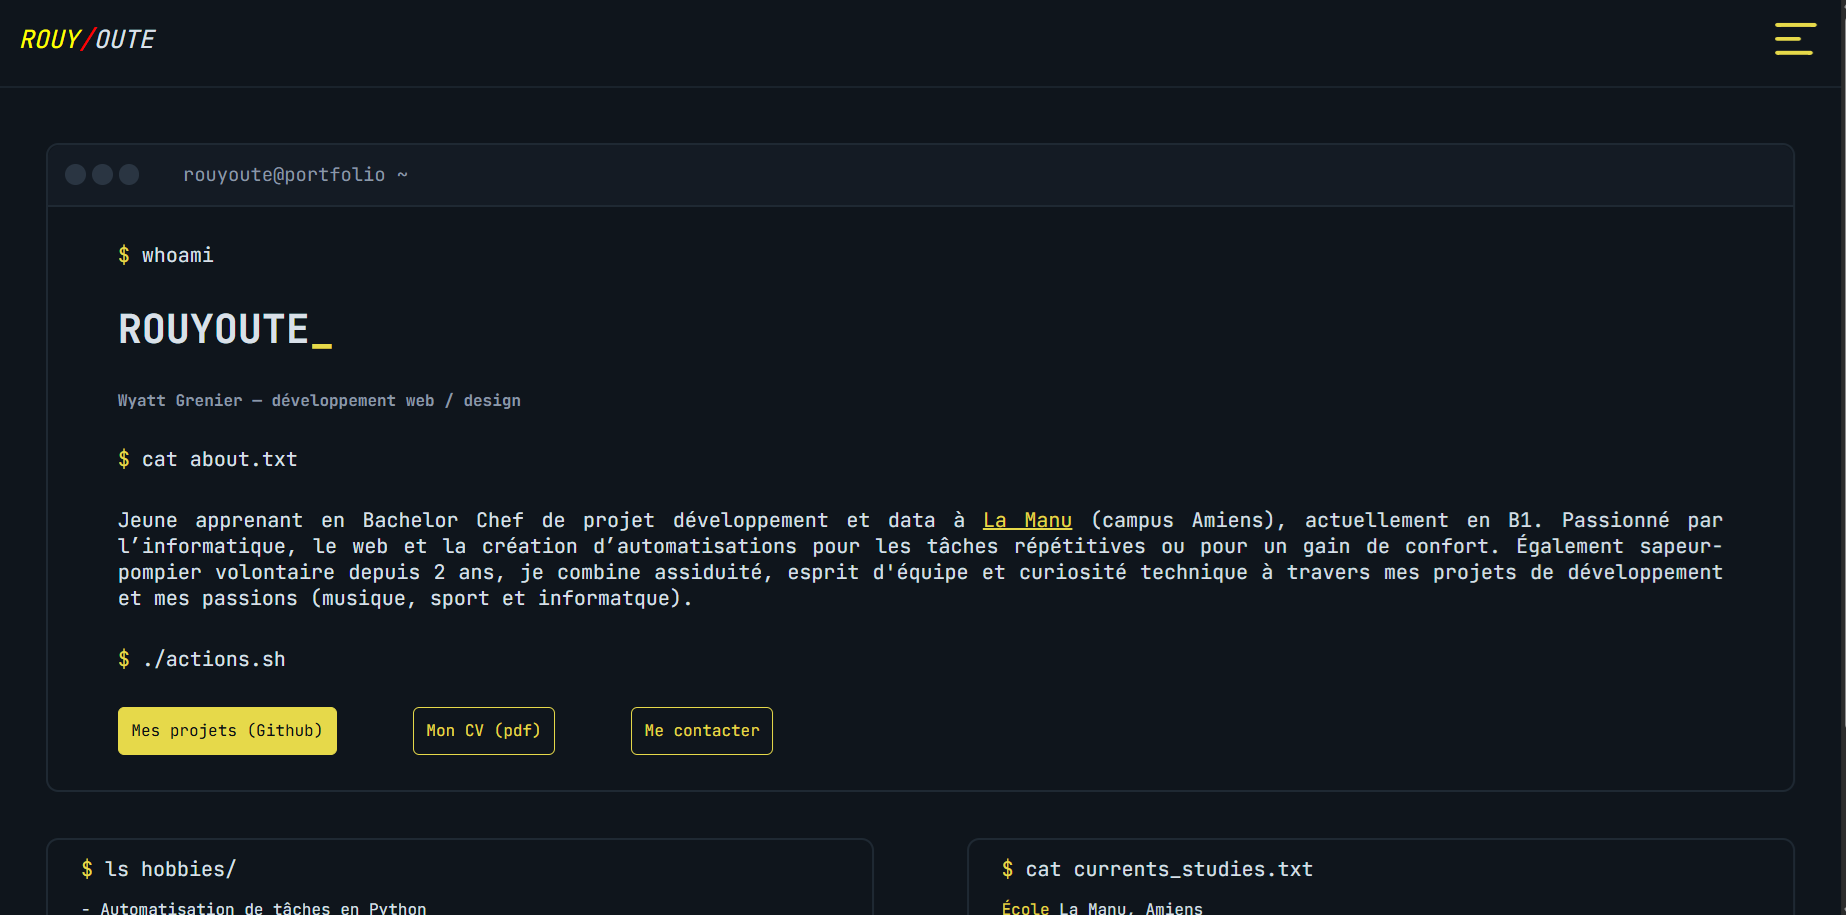 ROUY/OUTE
rouyoute@portfolio ~
$ whoami
ROUYOUTE_
Wyatt Grenier — développement web / design
$ cat about.txt
Jeune apprenant en Bachelor Chef de projet développement et data à La Manu (campus Amiens), actuellement en B1. Passionné par
l’informatique, le web et la création d’automatisations pour les tâches répétitives ou pour un gain de confort. Également sapeur-
pompier volontaire depuis 2 ans, je combine assiduité, esprit d'équipe et curiosité technique à travers mes projets de développement
et mes passions (musique, sport et informatque).
$ ./actions.sh
Mes projets (Github)
Mon CV (pdf)
Me contacter
$ ls hobbies/
- Automatisation de tâches en Python
$ cat currents_studies.txt
École La Manu, Amiens